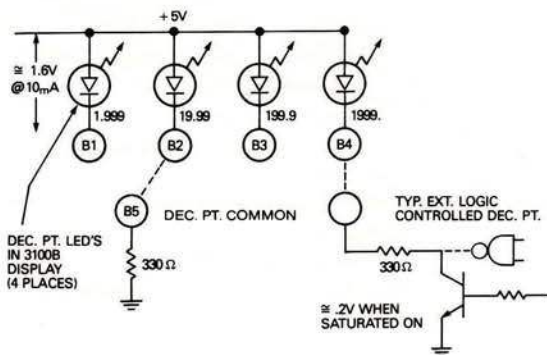 +5V
≅ 1.6V
@10mA
1.999
19.99
199.9
1999.
B1
B2
B3
B4
B5
DEC. PT. COMMON
TYP. EXT. LOGIC
CONTROLLED DEC. PT.
DEC. PT. LED'S
IN 3100B
DISPLAY
(4 PLACES)
330Ω
330Ω
≅ .2V WHEN
SATURATED ON